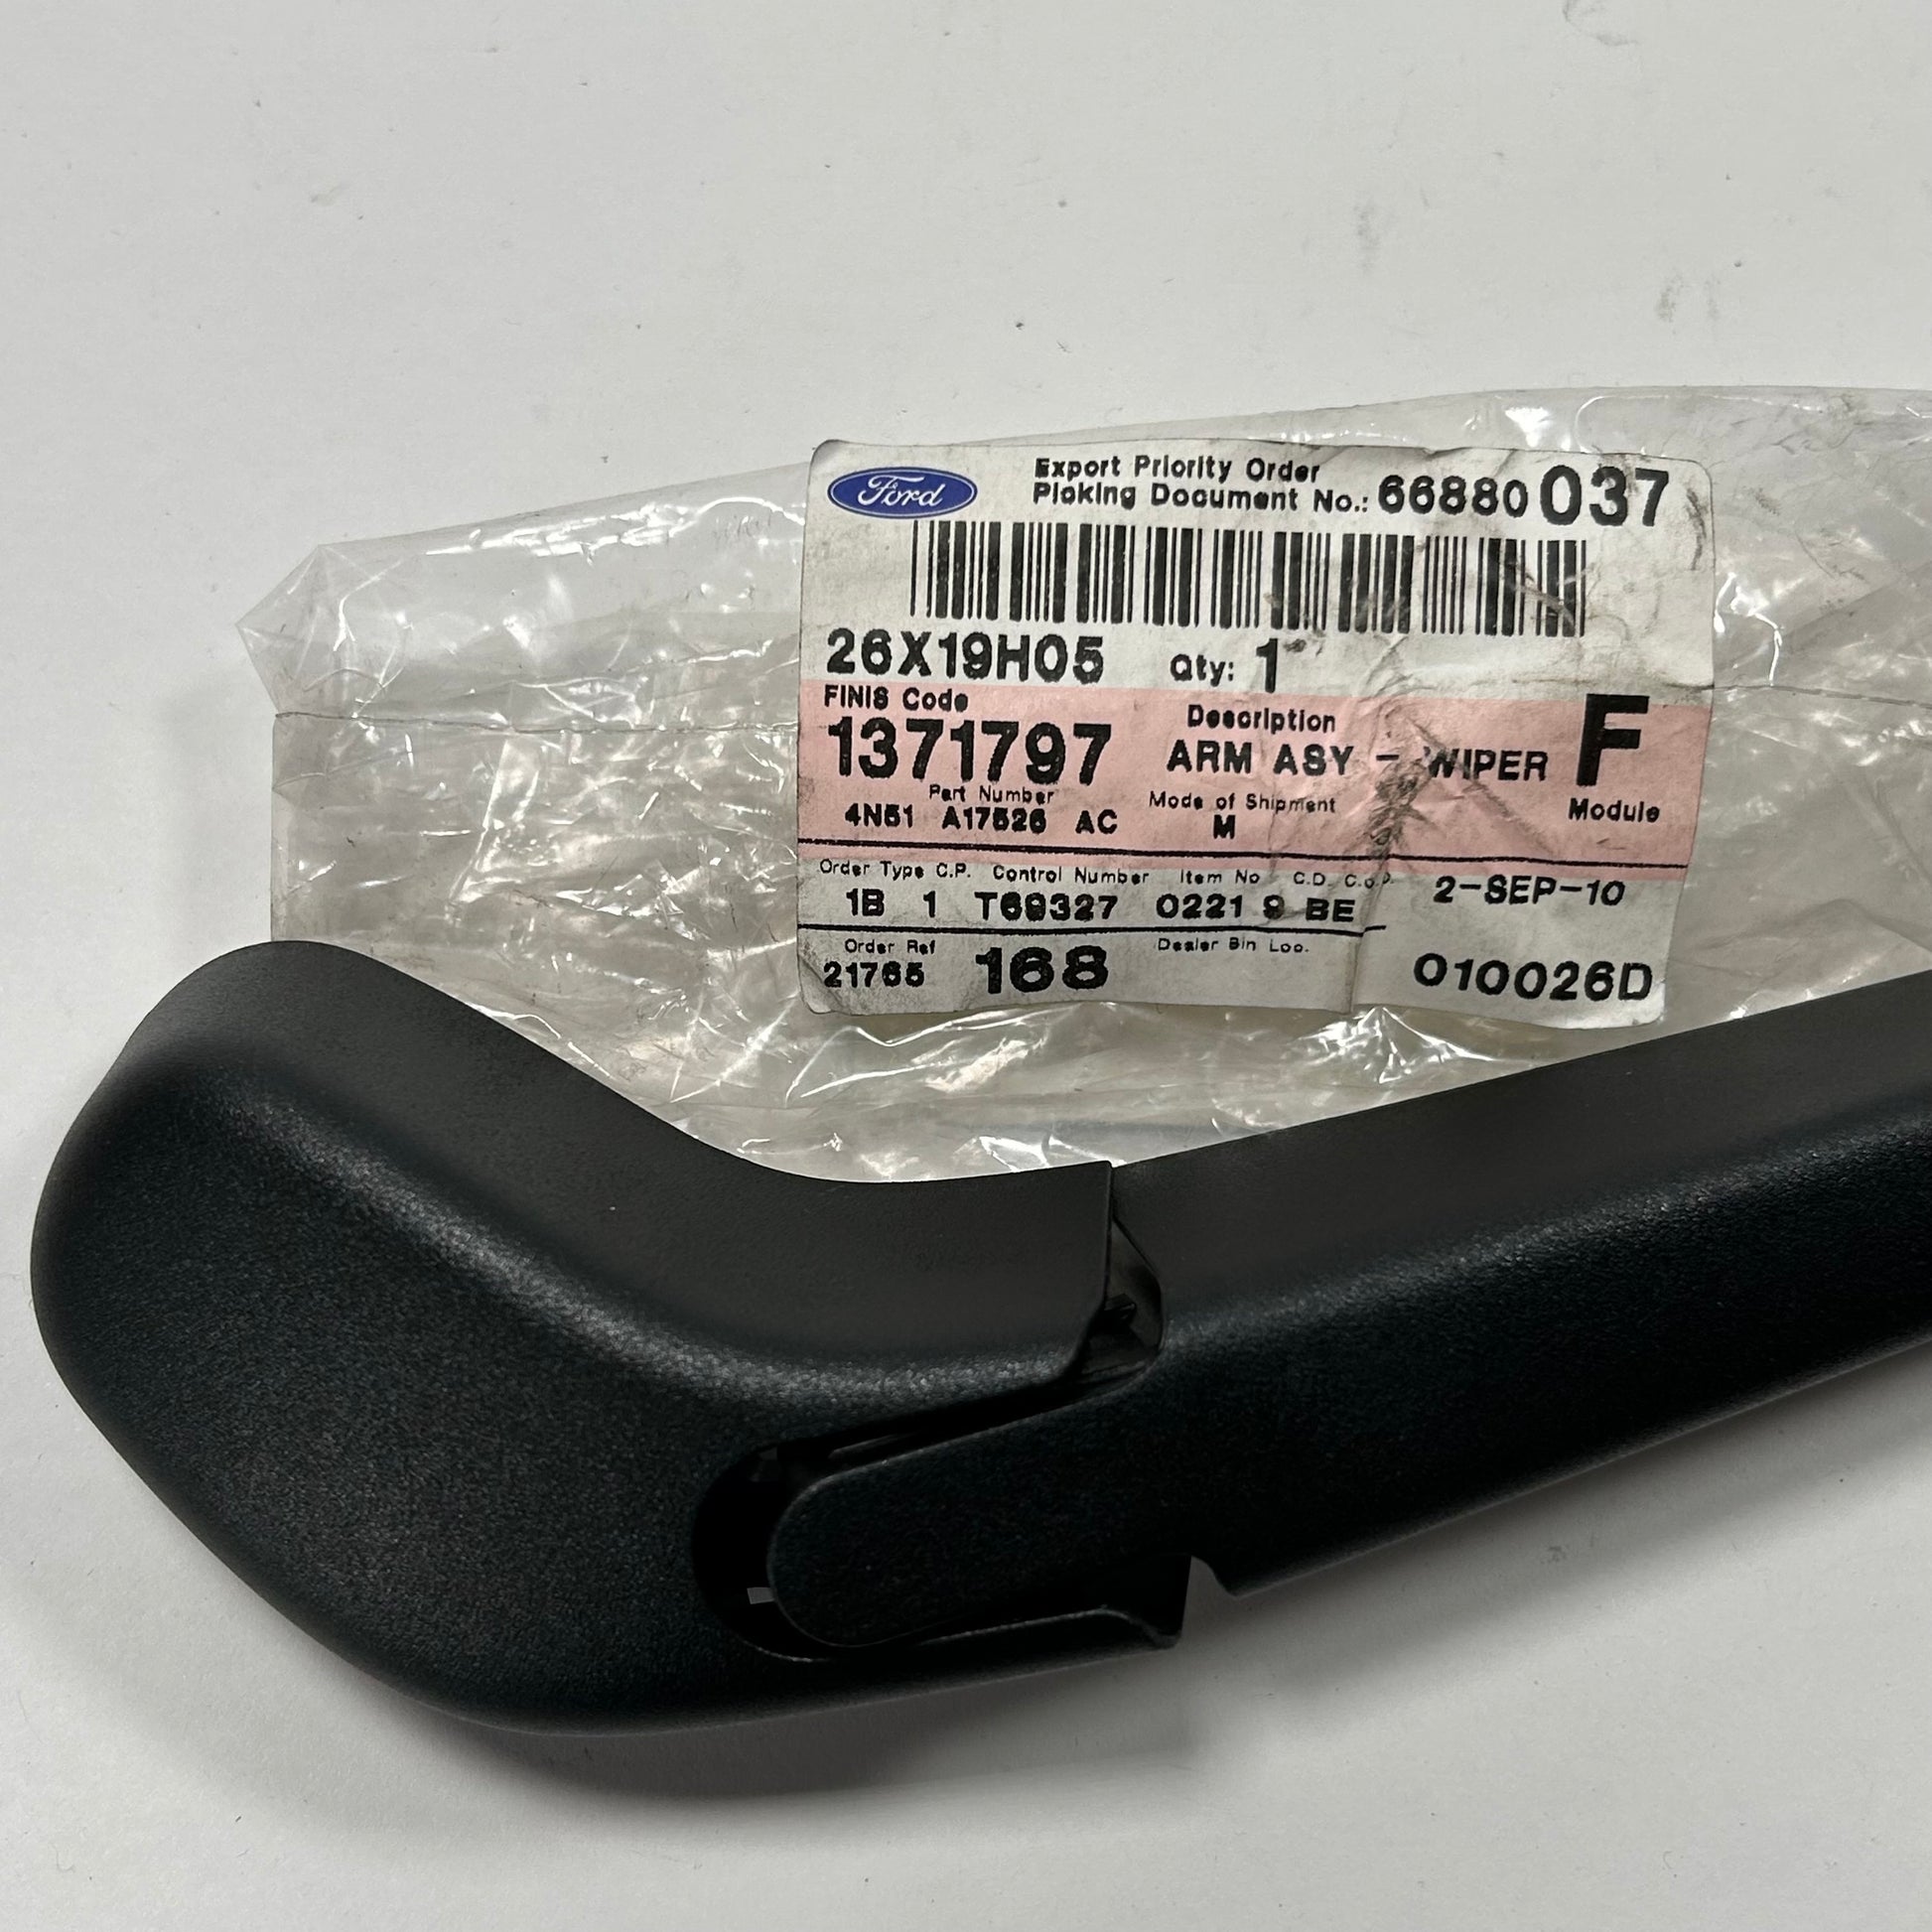 Ford
Export Priority Order
Picking Document No.: 66880 037
26X19H05 Qty: 1
FINIS Code
1371797
Description
ARM ASY - WIPER
F
Module
Part Number
4N51 A17526 AC
Mode of Shipment
M
Order Type C.P. Control Number Item No C.D. C.o.P.
1B 1 T69327 0221 9 BE
2-SEP-10
Order Ref
21765
168
Dealer Bin Loc.
010026D